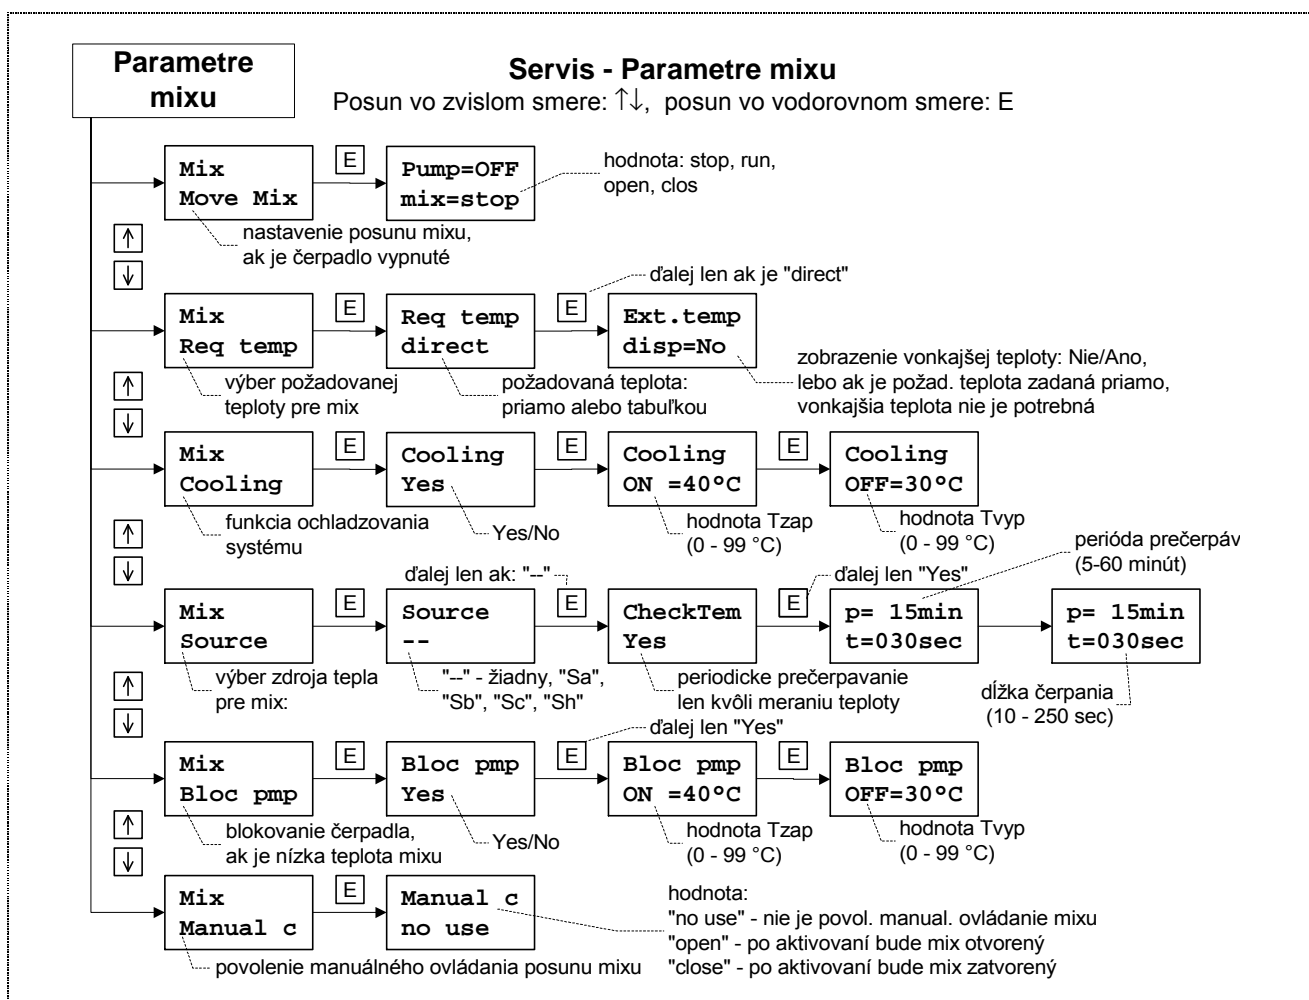 Parametre
mixu
Servis - Parametre mixu
Posun vo zvislom smere: ↑↓, posun vo vodorovnom smere: E
Mix
Move Mix
E
Pump=OFF
mix=stop
hodnota: stop, run,
open, clos
nastavenie posunu mixu,
ak je čerpadlo vypnuté
↑
↓
ďalej len ak je "direct"
Mix
Req temp
E
Req temp
direct
E
Ext.temp
disp=No
výber požadovanej
teploty pre mix
požadovaná teplota:
priamo alebo tabuľkou
zobrazenie vonkajšej teploty: Nie/Ano,
lebo ak je požad. teplota zadaná priamo,
vonkajšia teplota nie je potrebná
↑
↓
Mix
Cooling
E
Cooling
Yes
E
Cooling
ON =40°C
E
Cooling
OFF=30°C
funkcia ochladzovania
systému
Yes/No
hodnota Tzap
(0 - 99 °C)
hodnota Tvyp
(0 - 99 °C)
perióda prečerpáv
(5-60 minút)
↑
↓
ďalej len ak: "--"
ďalej len "Yes"
Mix
Source
E
Source
--
E
CheckTem
Yes
E
p= 15min
t=030sec
p= 15min
t=030sec
výber zdroja tepla
pre mix:
"--" - žiadny, "Sa",
"Sb", "Sc", "Sh"
periodicke prečerpavanie
len kvôli meraniu teploty
dĺžka čerpania
(10 - 250 sec)
↑
↓
ďalej len "Yes"
Mix
Bloc pmp
E
Bloc pmp
Yes
E
Bloc pmp
ON =40°C
E
Bloc pmp
OFF=30°C
blokovanie čerpadla,
ak je nízka teplota mixu
Yes/No
hodnota Tzap
(0 - 99 °C)
hodnota Tvyp
(0 - 99 °C)
↑
↓
Mix
Manual c
E
Manual c
no use
hodnota:
"no use" - nie je povol. manual. ovládanie mixu
"open" - po aktivovaní bude mix otvorený
"close" - po aktivovaní bude mix zatvorený
povolenie manuálného ovládania posunu mixu